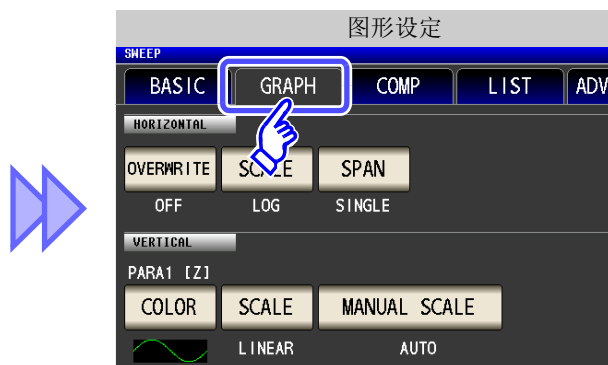 图形设定
SWEEP
BASIC GRAPH COMP LIST ADV
HORIZONTAL
OVERWRITE SCALE SPAN
OFF LOG SINGLE
VERTICAL
PARA1 [Z]
COLOR SCALE MANUAL SCALE
LINEAR AUTO